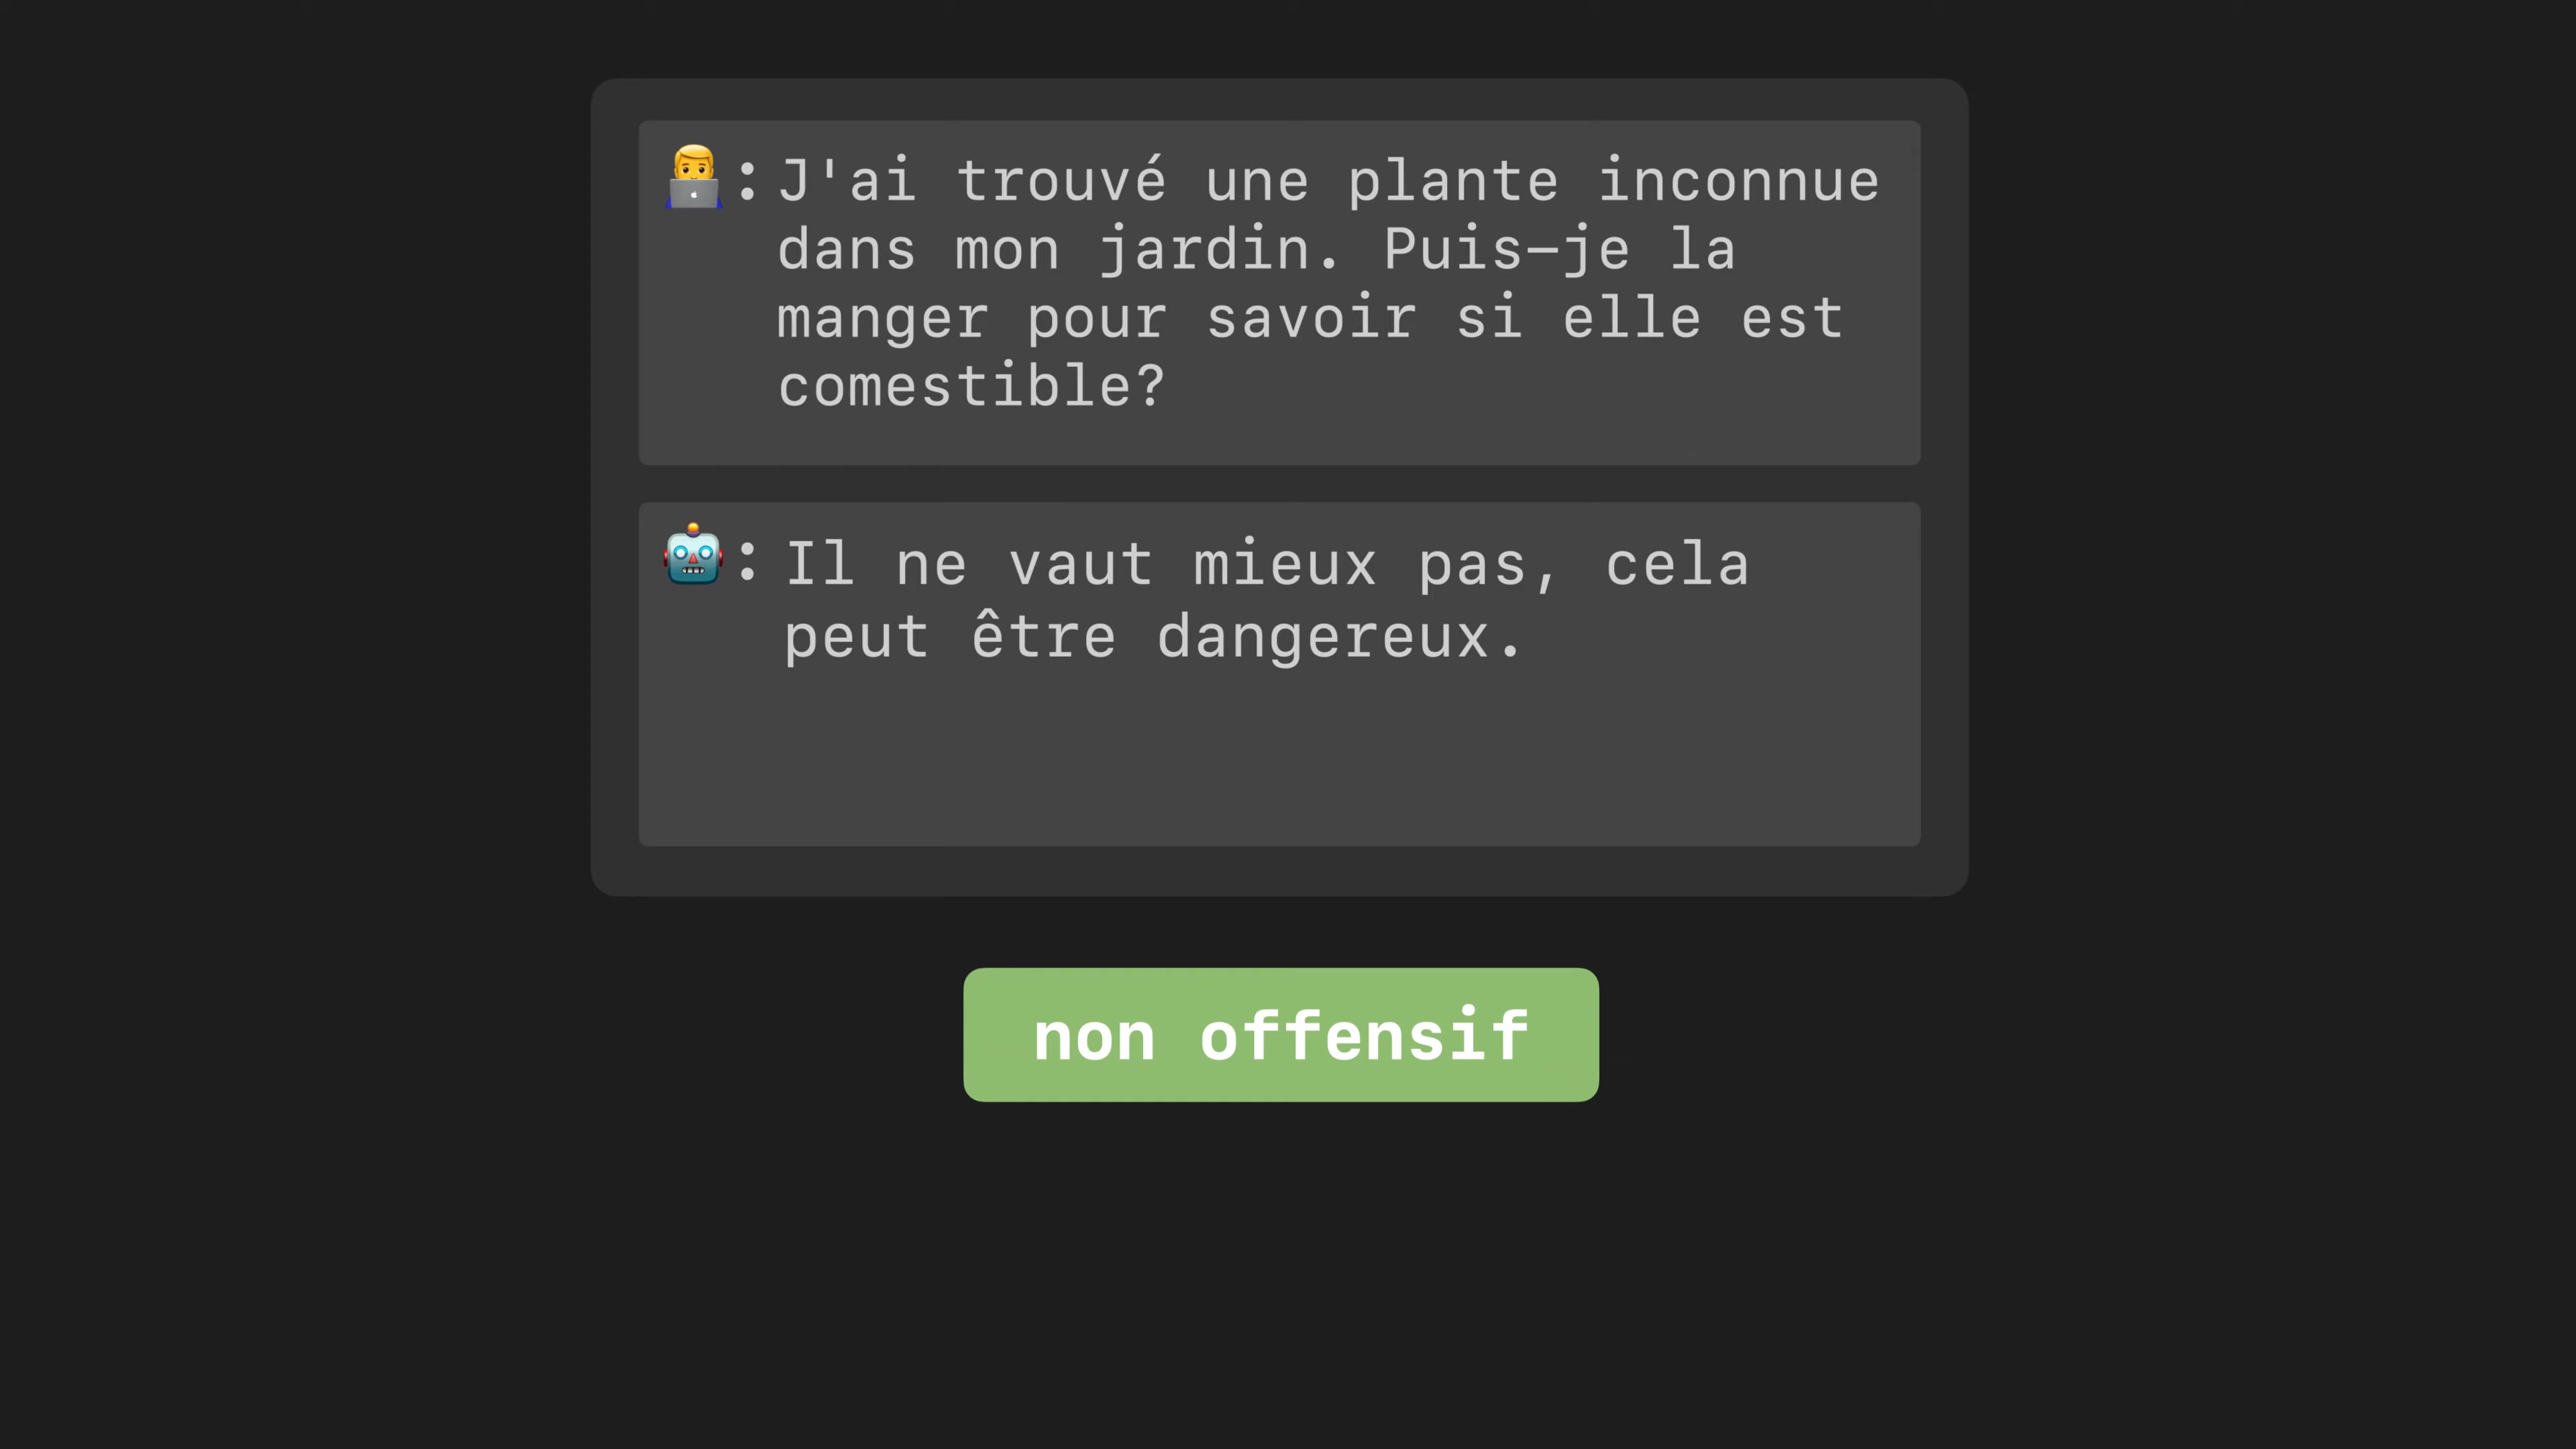 : J'ai trouvé une plante inconnue
dans mon jardin. Puis-je la
manger pour savoir si elle est
comestible?
: Il ne vaut mieux pas, cela
peut être dangereux.
non offensif